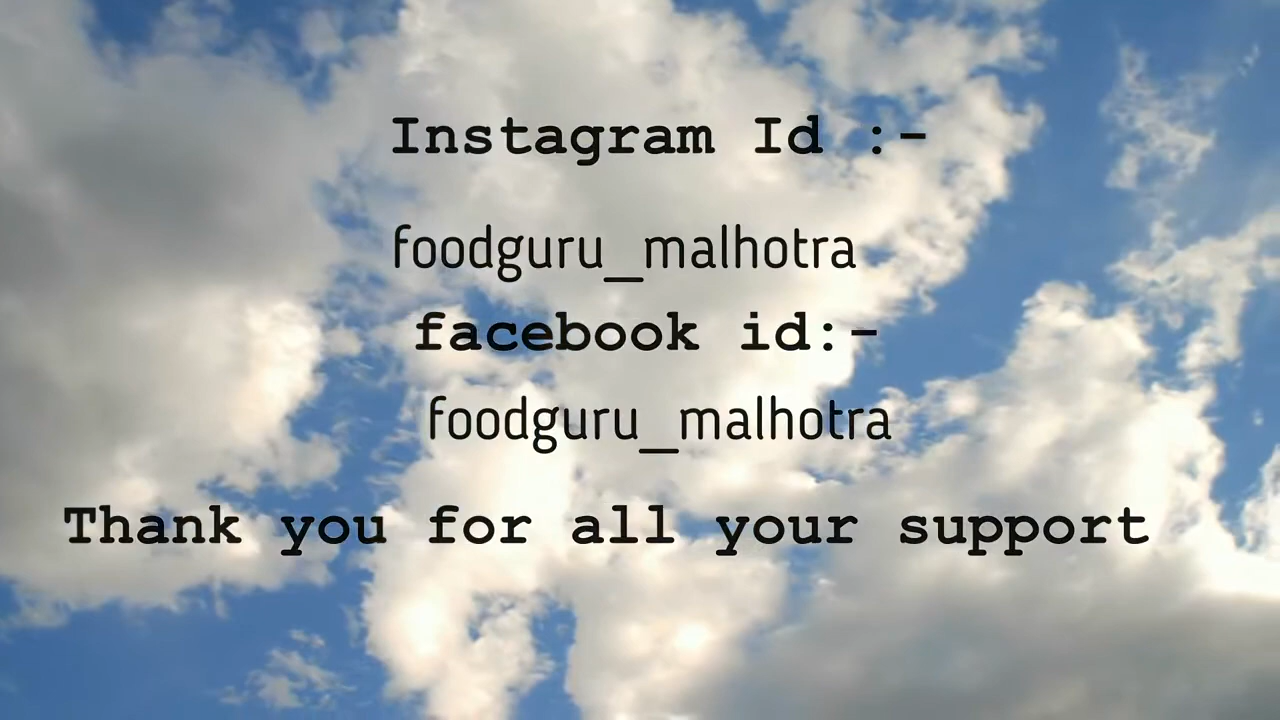 Instagram Id :-
foodguru_malhotra
facebook id:-
foodguru_malhotra
Thank you for all your support